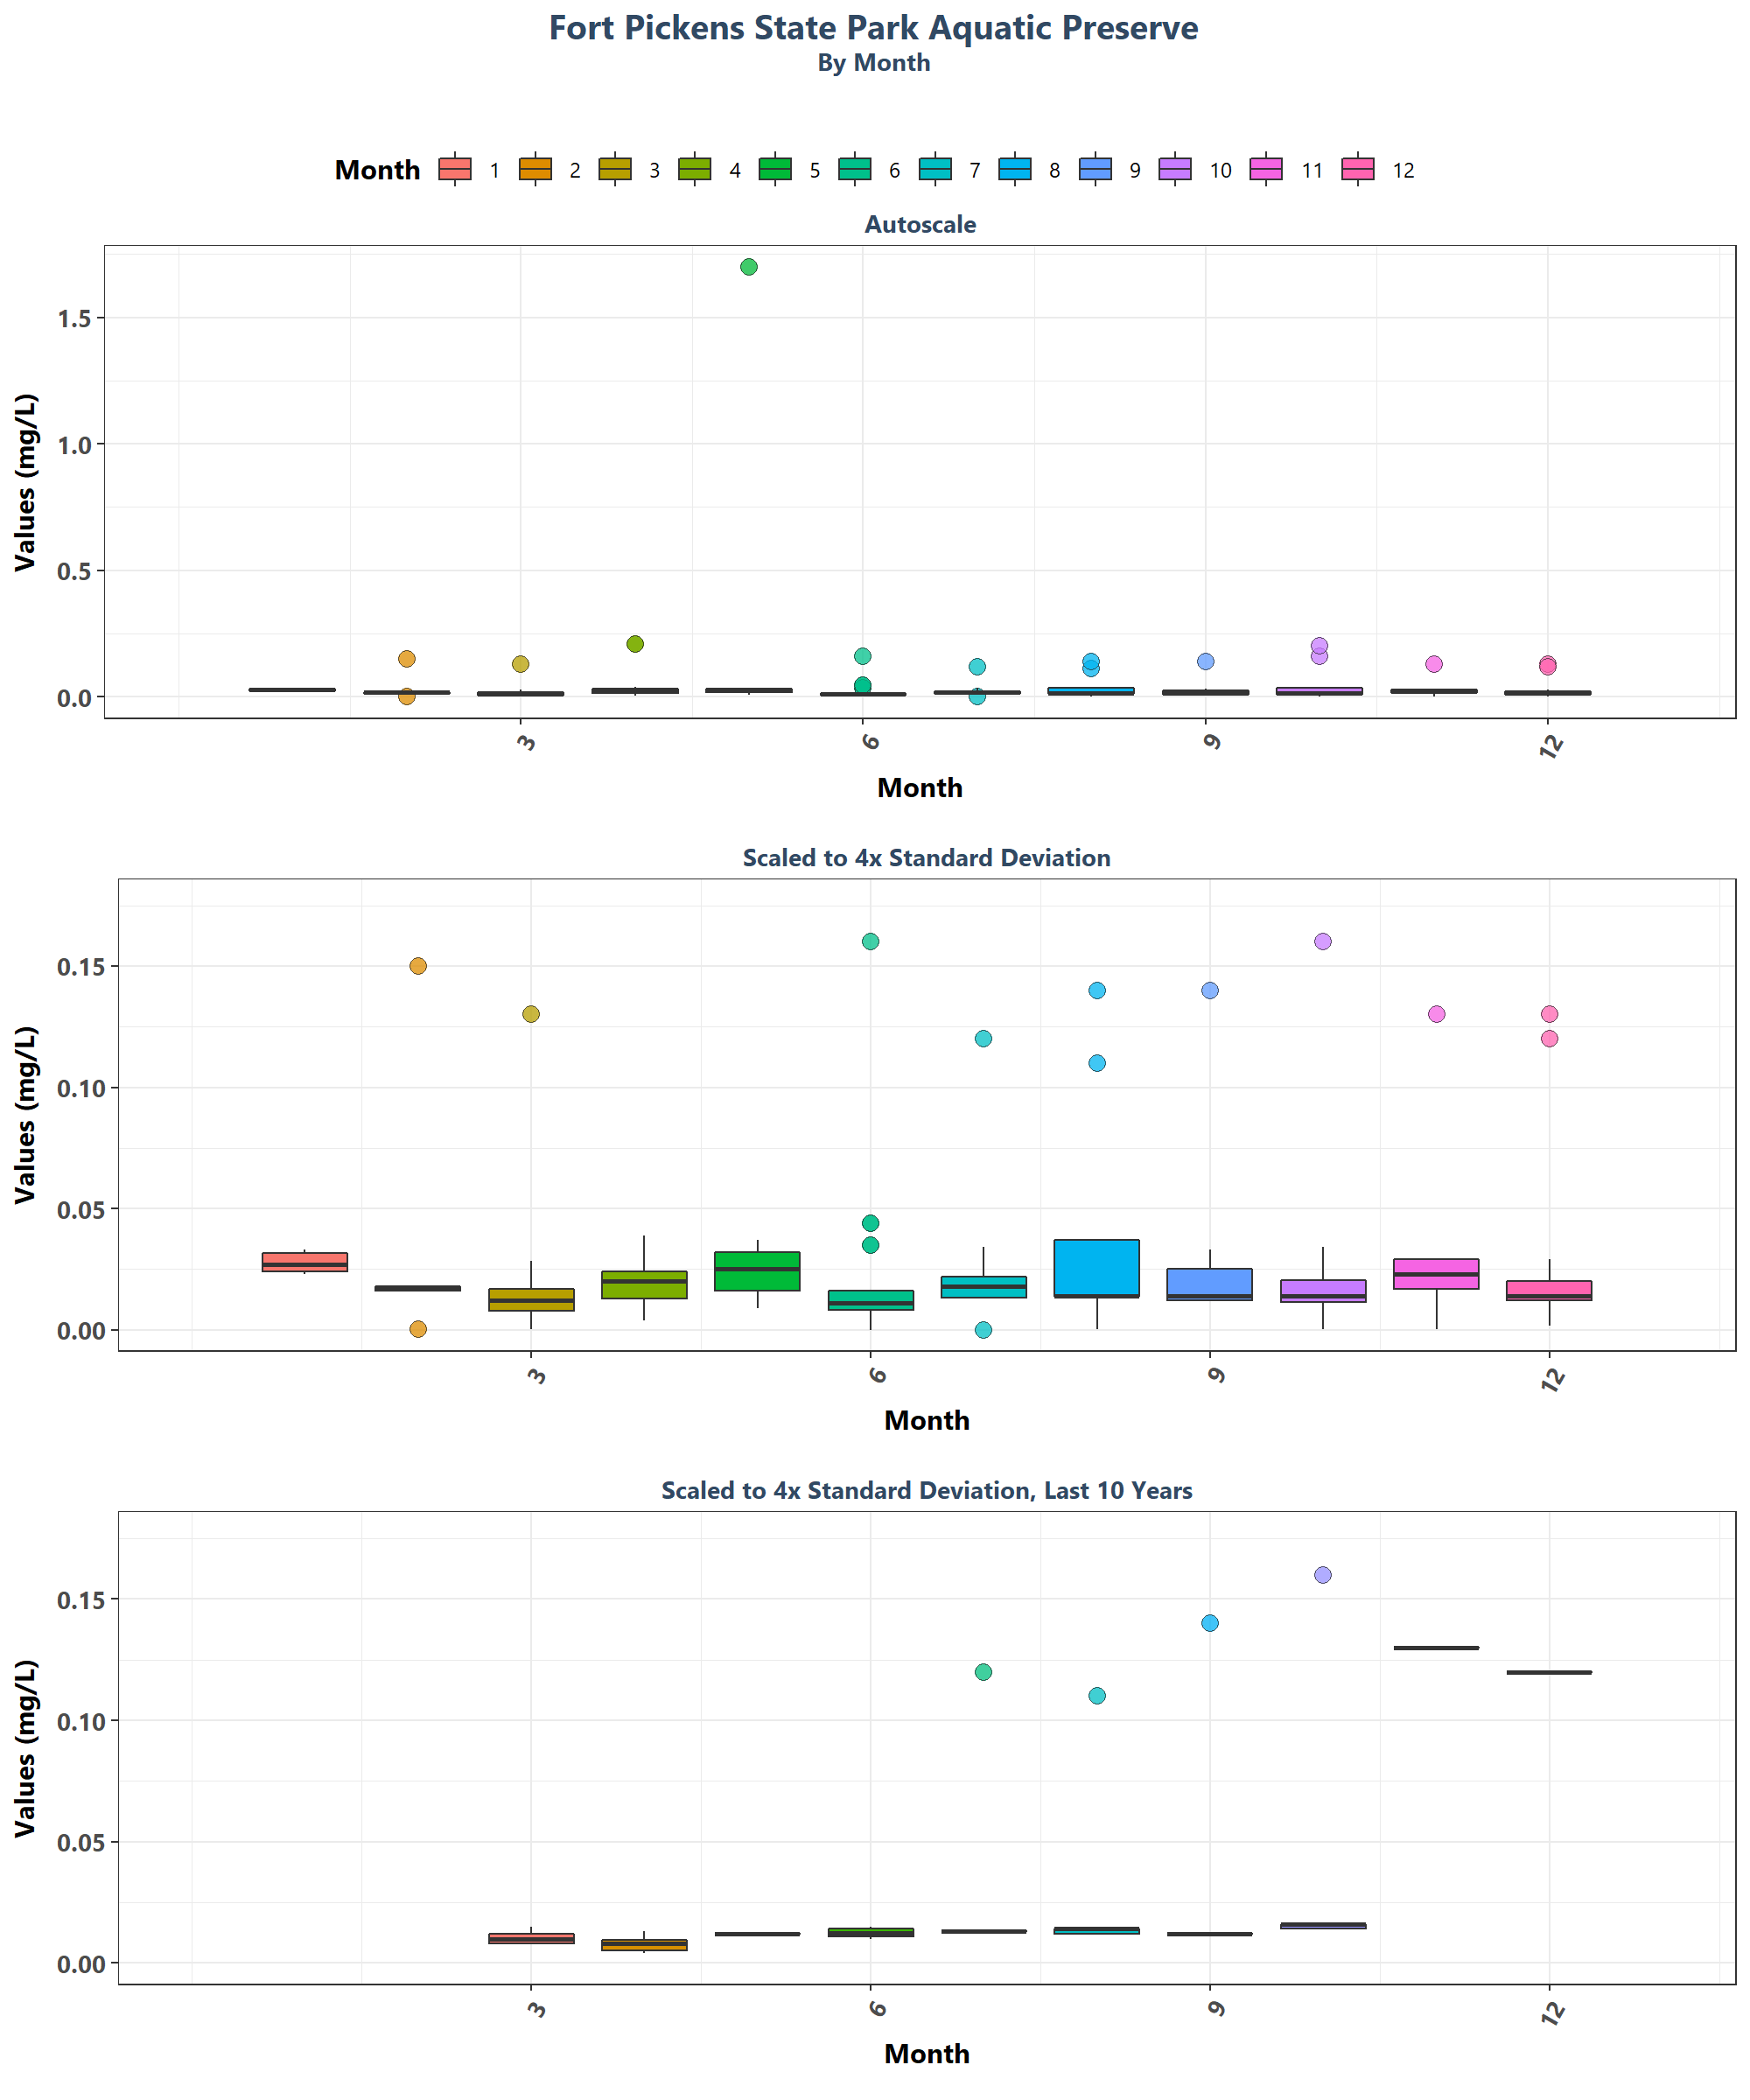 Fort Pickens State Park Aquatic Preserve
By Month
Month 1 2 3 4 5 6 7 8 9 10 11 12
Autoscale
Values (mg/L)
1.5
1.0
0.5
0.0
3 6 9 12
Month
Scaled to 4x Standard Deviation
Values (mg/L)
0.15
0.10
0.05
0.00
3 6 9 12
Month
Scaled to 4x Standard Deviation, Last 10 Years
Values (mg/L)
0.15
0.10
0.05
0.00
3 6 9 12
Month